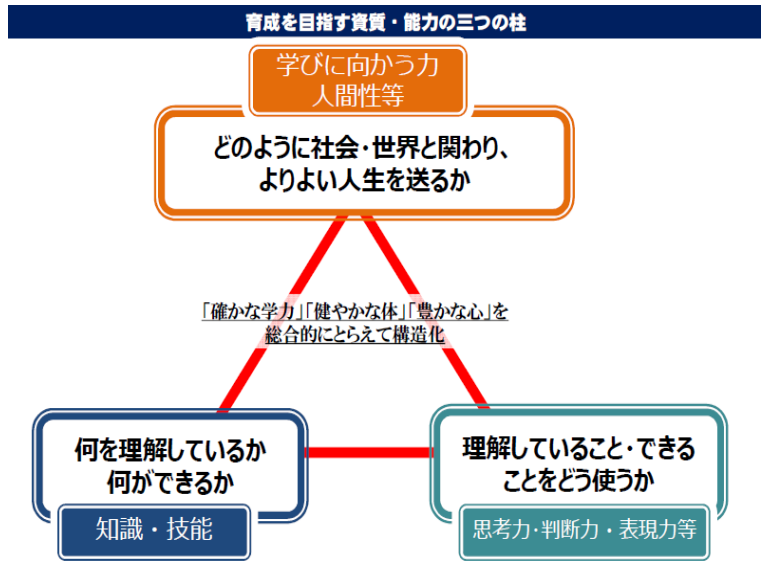 育成を目指す資質・能力の三つの柱
学びに向かう力
人間性等
どのように社会・世界と関わり、
よりよい人生を送るか
「確かな学力」「健やかな体」「豊かな心」を
総合的にとらえて構造化
何を理解しているか
何ができるか
知識・技能
理解していること・できる
ことをどう使うか
思考力・判断力・表現力等